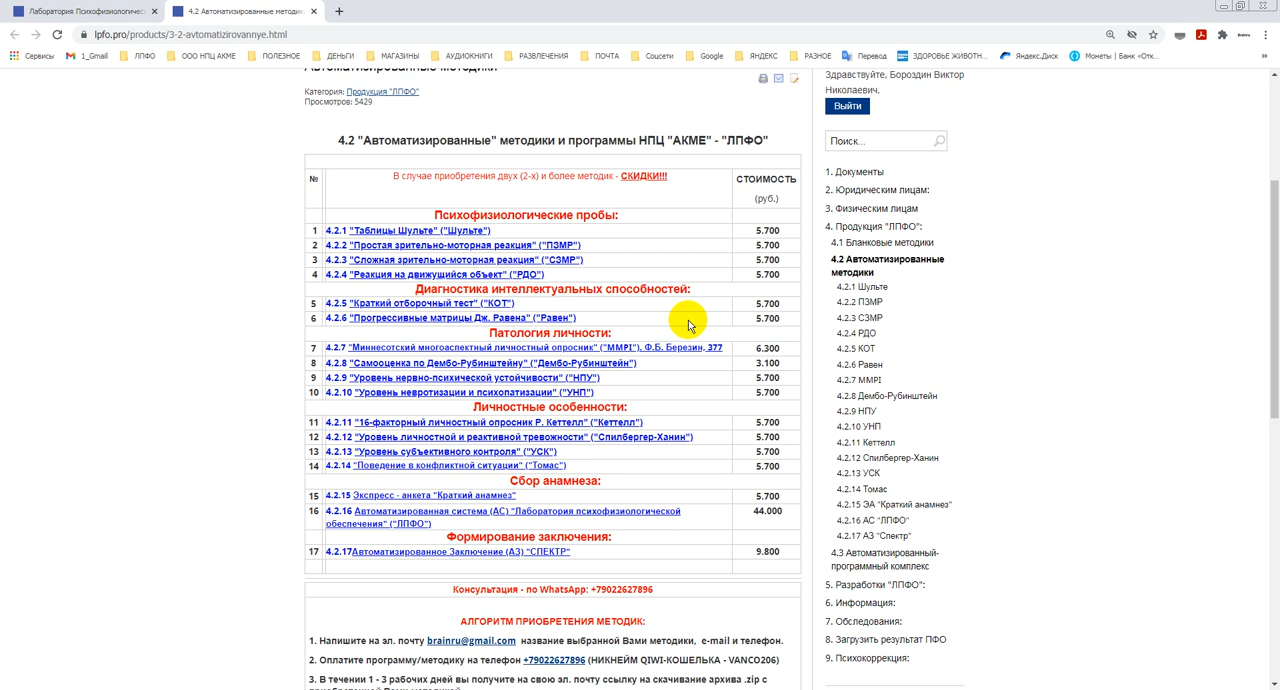 Лаборатория Психофизиологичес
4.2 Автоматизированные методик
lpfo.pro/products/3-2-avtomatizirovannye.html
Сервисы
1_Gmail
ЛПФО
ООО НПЦ АКМЕ
ПОЛЕЗНОЕ
ДЕНЬГИ
МАГАЗИНЫ
АУДИОКНИГИ
РАЗВЛЕЧЕНИЯ
ПОЧТА
Соцсети
Google
ЯНДЕКС
РАЗНОЕ
Перевод
ЗДОРОВЬЕ ЖИВОТН...
Яндекс.Диск
Монеты | Банк «Отк...
Автоматизированные методики
Категория: Продукция "ЛПФО"
Просмотров: 5429
4.2 "Автоматизированные" методики и программы НПЦ "АКМЕ" - "ЛПФО"
№ В случае приобретения двух (2-х) и более методик - СКИДКИ!!! СТОИМОСТЬ
(руб.)
Психофизиологические пробы:
1 4.2.1 "Таблицы Шульте" ("Шульте") 5.700
2 4.2.2 "Простая зрительно-моторная реакция" ("ПЗМР") 5.700
3 4.2.3 "Сложная зрительно-моторная реакция" ("СЗМР") 5.700
4 4.2.4 "Реакция на движущийся объект" ("РДО") 5.700
Диагностика интеллектуальных способностей:
5 4.2.5 "Краткий отборочный тест" ("КОТ") 5.700
6 4.2.6 "Прогрессивные матрицы Дж. Равена" ("Равен") 5.700
Патология личности:
7 4.2.7 "Миннесотский многоаспектный личностный опросник" ("MMPI"). Ф.Б. Березин, 377 6.300
8 4.2.8 "Самооценка по Дембо-Рубинштейну" ("Дембо-Рубинштейн") 3.100
9 4.2.9 "Уровень нервно-психической устойчивости" ("НПУ") 5.700
10 4.2.10 "Уровень невротизации и психопатизации" ("УНП") 5.700
Личностные особенности:
11 4.2.11 "16-факторный личностный опросник Р. Кеттелл" ("Кеттелл") 5.700
12 4.2.12 "Уровень личностной и реактивной тревожности" ("Спилбергер-Ханин") 5.700
13 4.2.13 "Уровень субъективного контроля" ("УСК") 5.700
14 4.2.14 "Поведение в конфликтной ситуации" ("Томас") 5.700
Сбор анамнеза:
15 4.2.15 Экспресс - анкета "Краткий анамнез" 5.700
16 4.2.16 Автоматизированная система (АС) "Лаборатория психофизиологической 44.000
обеспечения" ("ЛПФО")
Формирование заключения:
17 4.2.17Автоматизированное Заключение (АЗ) "СПЕКТР" 9.800
Консультация - по WhatsApp: +79022627896
АЛГОРИТМ ПРИОБРЕТЕНИЯ МЕТОДИК:
1. Напишите на эл. почту brainru@gmail.com название выбранной Вами методики, e-mail и телефон.
2. Оплатите программу/методику на телефон +79022627896 (НИКНЕЙМ QIWI-КОШЕЛЬКА - VANCO206)
3. В течении 1 - 3 рабочих дней вы получите на свою эл. почту ссылку на скачивание архива .zip с
приобретенной Вами методикой.
Здравствуйте, Бороздин Виктор
Николаевич,
Выйти
Поиск...
1. Документы
2. Юридическим лицам:
3. Физическим лицам
4. Продукция "ЛПФО":
4.1 Бланковые методики
4.2 Автоматизированные
методики
4.2.1 Шульте
4.2.2 ПЗМР
4.2.3 СЗМР
4.2.4 РДО
4.2.5 КОТ
4.2.6 Равен
4.2.7 MMPI
4.2.8 Дембо-Рубинштейн
4.2.9 НПУ
4.2.10 УНП
4.2.11 Кеттелл
4.2.12 Спилбергер-Ханин
4.2.13 УСК
4.2.14 Томас
4.2.15 ЭА "Краткий анамнез"
4.2.16 АС "ЛПФО"
4.2.17 АЗ "Спектр"
4.3 Автоматизированный-
программный комплекс
5. Разработки "ЛПФО":
6. Информация:
7. Обследования:
8. Загрузить результат ПФО
9. Психокоррекция: